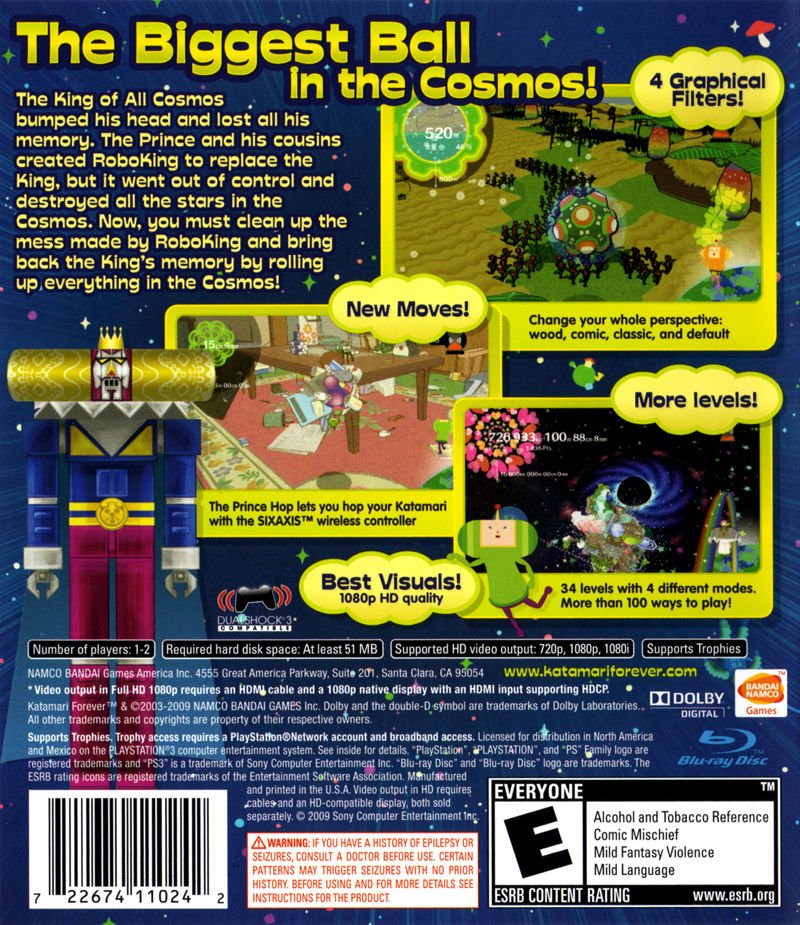 The Biggest Ball
in the Cosmos!
The King of All Cosmos
bumped his head and lost all his
memory. The Prince and his cousins
created RoboKing to replace the
King, but it went out of control and
destroyed all the stars in the
Cosmos. Now, you must clean up the
mess made by RoboKing and bring
back the King's memory by rolling
up everything in the Cosmos!
4 Graphical
Filters!
520m
800m
Change your whole perspective:
wood, comic, classic, and default
New Moves!
The Prince Hop lets you hop your Katamari
with the SIXAXIS™ wireless controller
More levels!
726,933km 100m 88cm 8mm
34 levels with 4 different modes.
More than 100 ways to play!
Best Visuals!
1080p HD quality
DUALSHOCK®3
COMPATIBLE
Number of players: 1-2
Required hard disk space: At least 51 MB
Supported HD video output: 720p, 1080p, 1080i
Supports Trophies
NAMCO BANDAI Games America Inc. 4555 Great America Parkway, Suite 201, Santa Clara, CA 95054
www.katamariforever.com
*Video output in Full HD 1080p requires an HDMI cable and a 1080p native display with an HDMI input supporting HDCP.
Katamari Forever™ & ©2003-2009 NAMCO BANDAI Games Inc. Dolby and the double-D symbol are trademarks of Dolby Laboratories.
All other trademarks and copyrights are property of their respective owners.
DOLBY
DIGITAL
BANDAI
NAMCO
Games
Supports Trophies. Trophy access requires a PlayStation®Network account and broadband access. Licensed for distribution in North America
and Mexico on the PLAYSTATION®3 computer entertainment system. See inside for details. "PlayStation", "PLAYSTATION", and "PS" Family logo are
registered trademarks and "PS3" is a trademark of Sony Computer Entertainment Inc. "Blu-ray Disc" and "Blu-ray Disc" logo are trademarks. The
ESRB rating icons are registered trademarks of the Entertainment Software Association. Manufactured
and printed in the U.S.A. Video output in HD requires
cables and an HD-compatible display, both sold
separately. © 2009 Sony Computer Entertainment Inc.
Blu-ray Disc™
7 22674 11024 2
WARNING: IF YOU HAVE A HISTORY OF EPILEPSY OR
SEIZURES, CONSULT A DOCTOR BEFORE USE. CERTAIN
PATTERNS MAY TRIGGER SEIZURES WITH NO PRIOR
HISTORY. BEFORE USING AND FOR MORE DETAILS SEE
INSTRUCTIONS FOR THE PRODUCT.
EVERYONE
TM
E
Alcohol and Tobacco Reference
Comic Mischief
Mild Fantasy Violence
Mild Language
ESRB CONTENT RATING
www.esrb.org